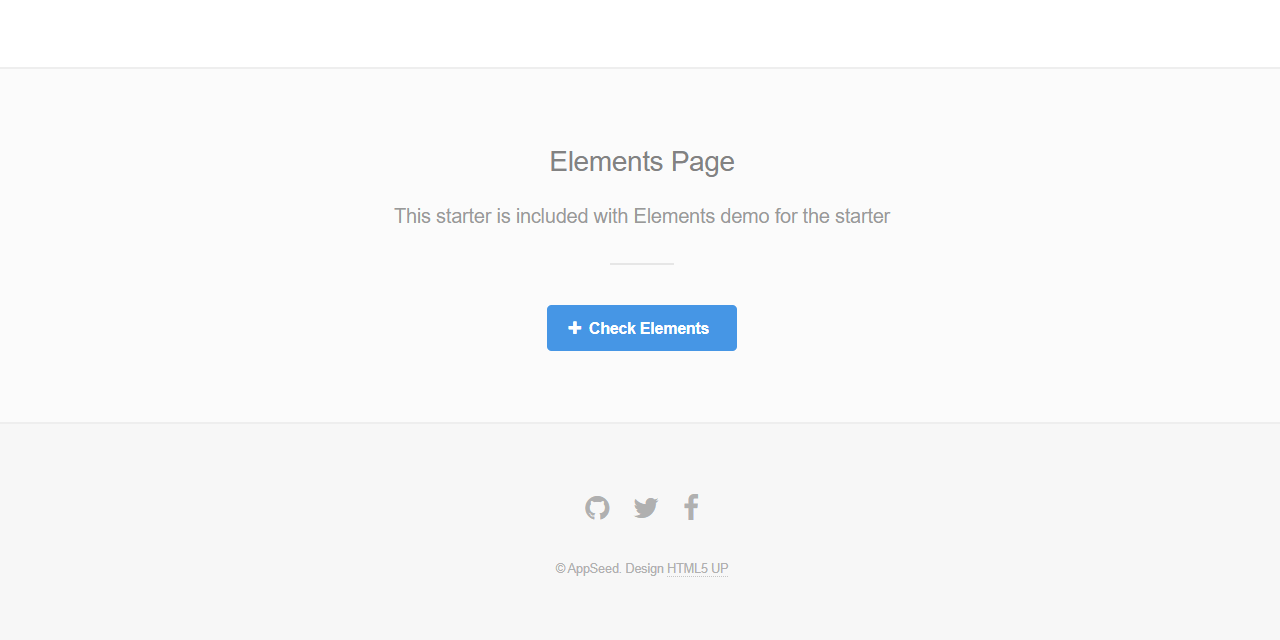 Elements Page
This starter is included with Elements demo for the starter
Check Elements
© AppSeed. Design HTML5 UP